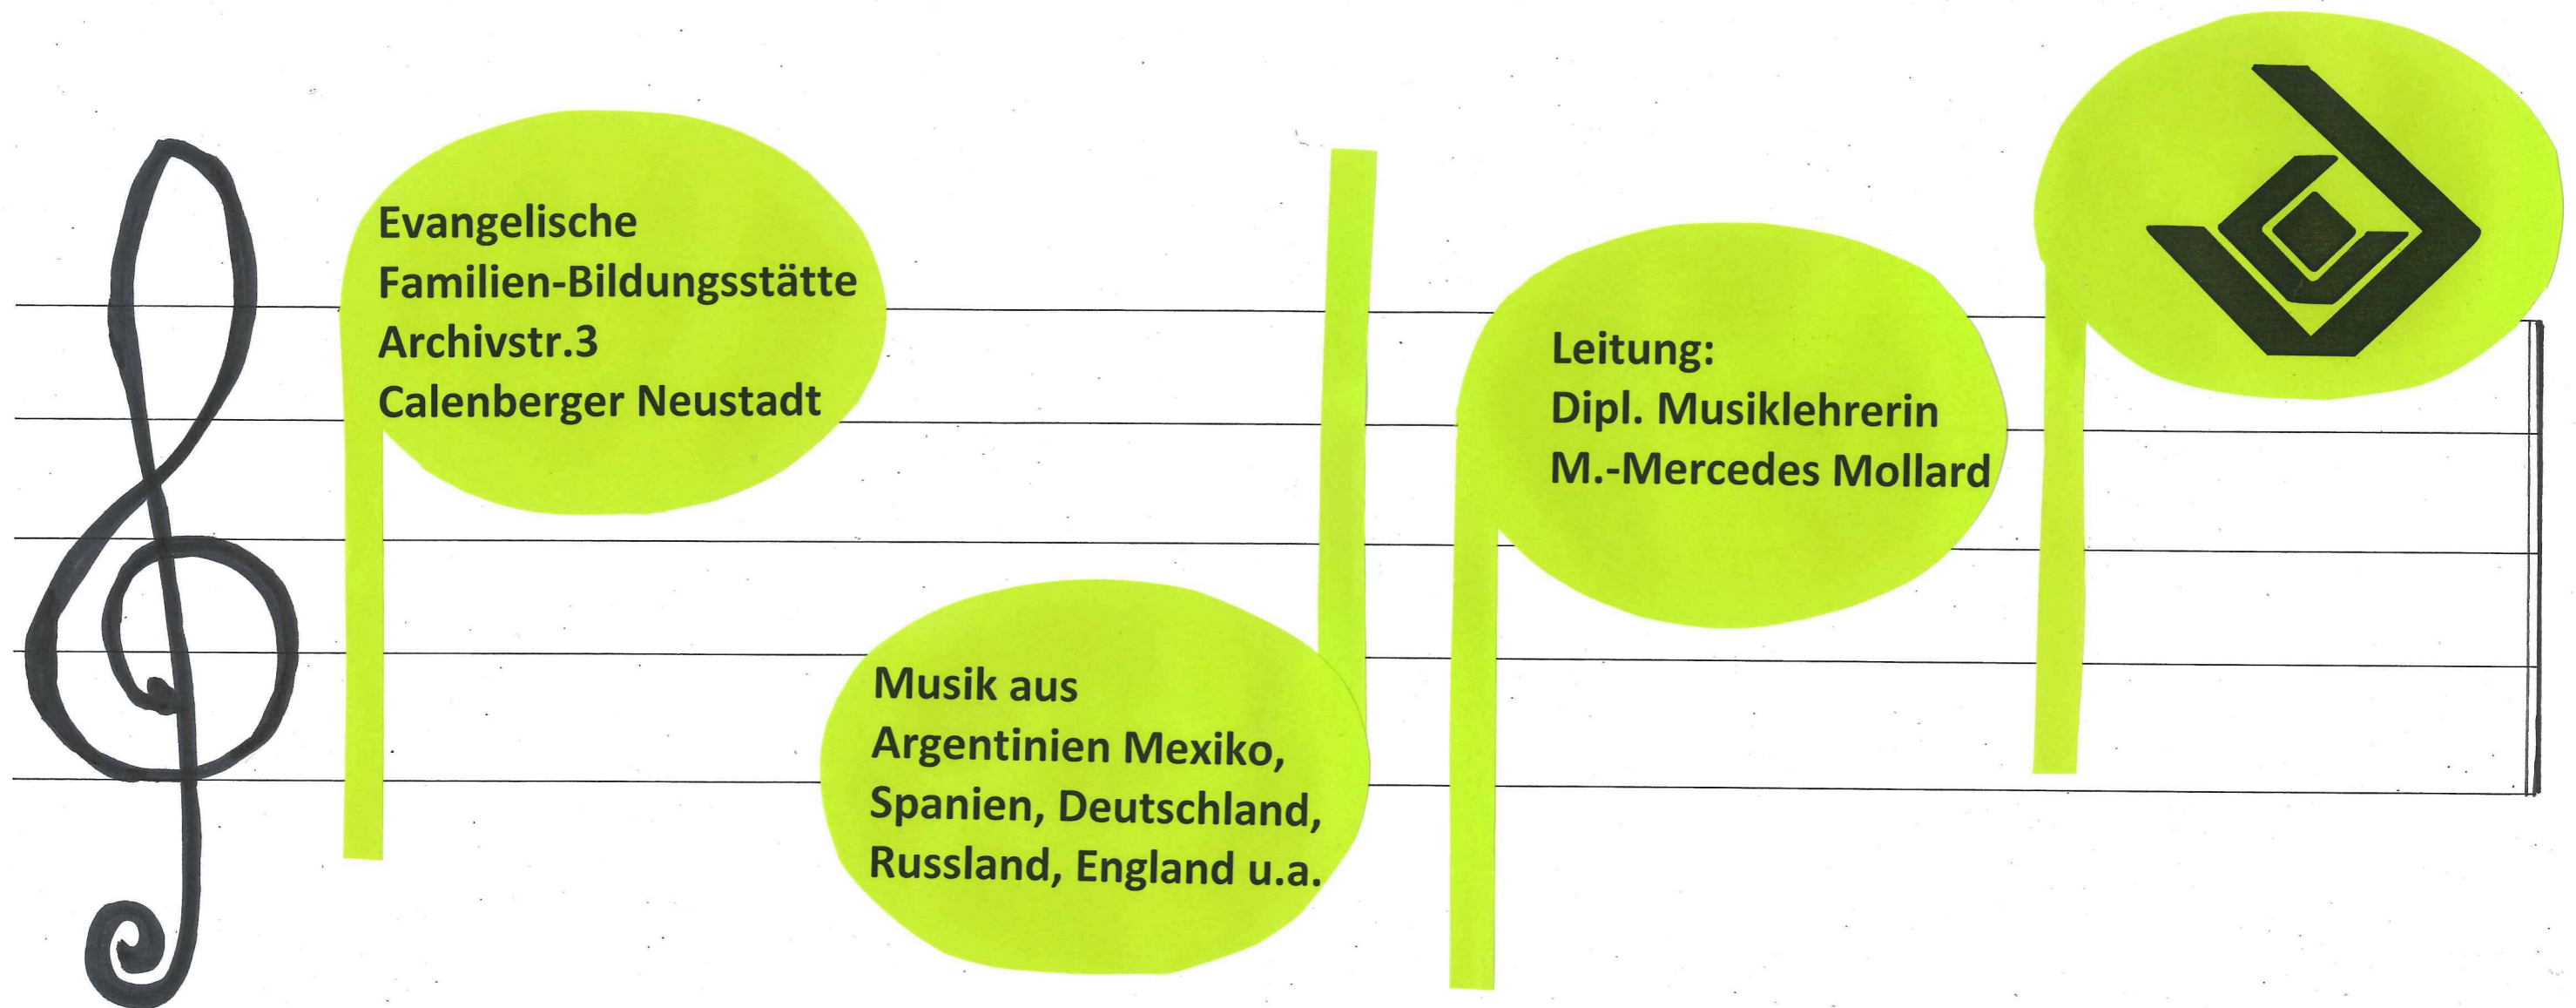 Evangelische
Familien-Bildungsstätte
Archivstr.3
Calenberger Neustadt
Musik aus
Argentinien Mexiko,
Spanien, Deutschland,
Russland, England u.a.
Leitung:
Dipl. Musiklehrerin
M.-Mercedes Mollard